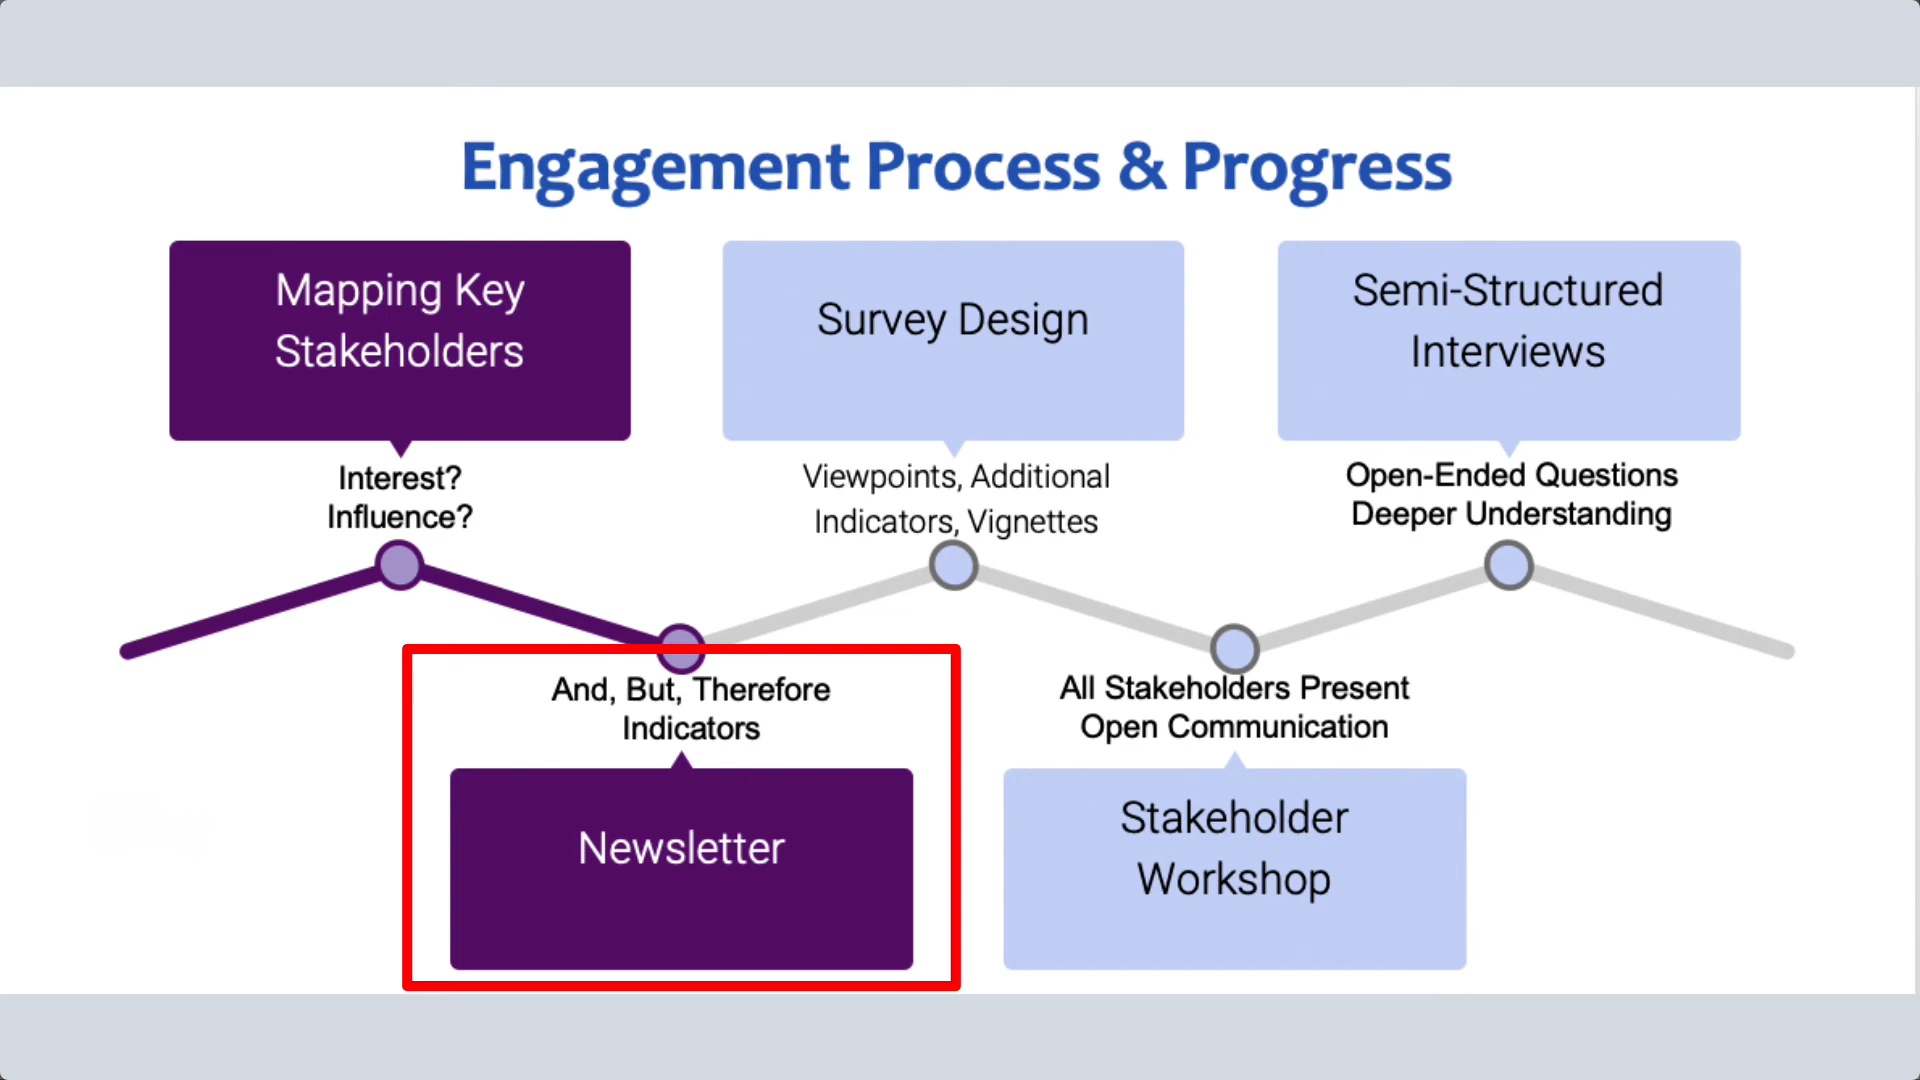 Engagement Process & Progress
Mapping Key
Stakeholders
Interest?
Influence?
Survey Design
Viewpoints, Additional
Indicators, Vignettes
Semi-Structured
Interviews
Open-Ended Questions
Deeper Understanding
And, But, Therefore
Indicators
Newsletter
All Stakeholders Present
Open Communication
Stakeholder
Workshop